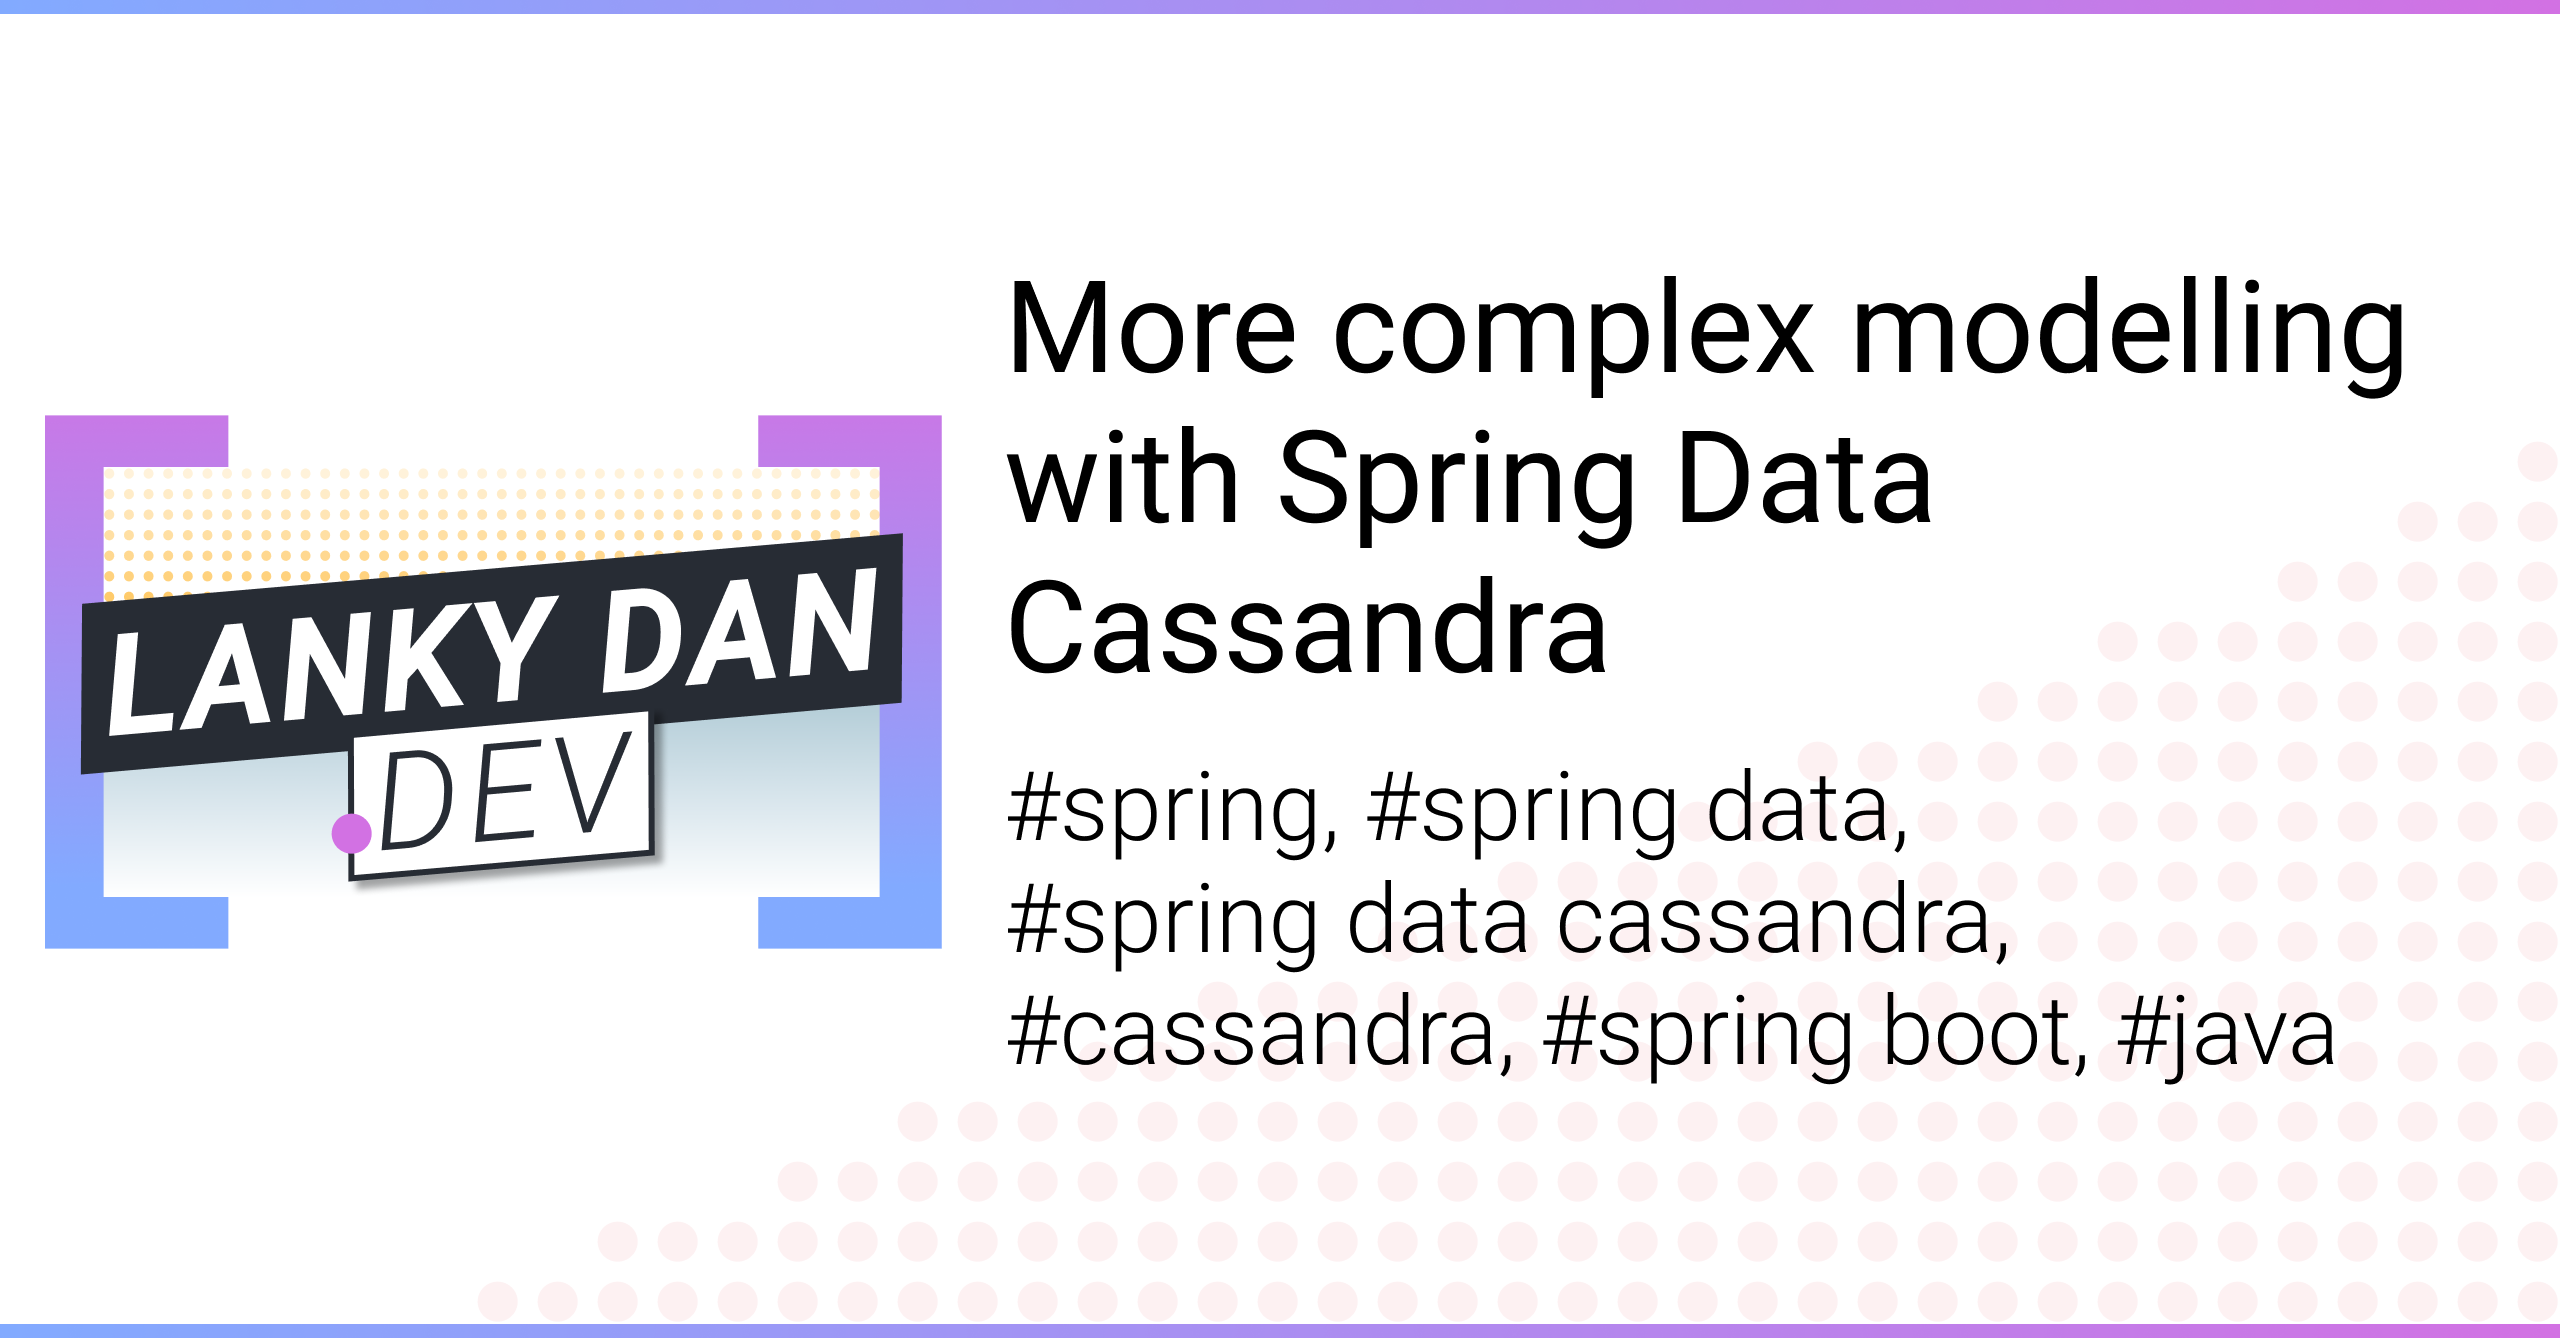 LANKY DAN
DEV
More complex modelling
with Spring Data
Cassandra
#spring, #spring data,
#spring data cassandra,
#cassandra, #spring boot, #java